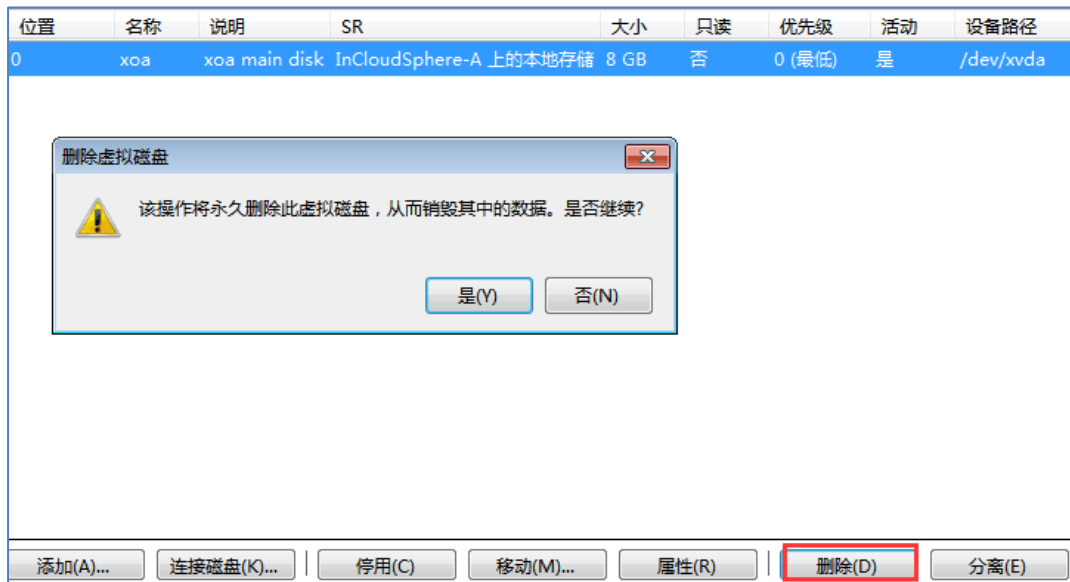 位置 名称 说明 SR 大小 只读 优先级 活动 设备路径
0 xoa xoa main disk InCloudSphere-A 上的本地存储 8 GB 否 0 (最低) 是 /dev/xvda
删除虚拟磁盘
该操作将永久删除此虚拟磁盘，从而销毁其中的数据。是否继续?
是(Y) 否(N)
添加(A)... 连接磁盘(K)... 停用(C) 移动(M)... 属性(R) 删除(D) 分离(E)